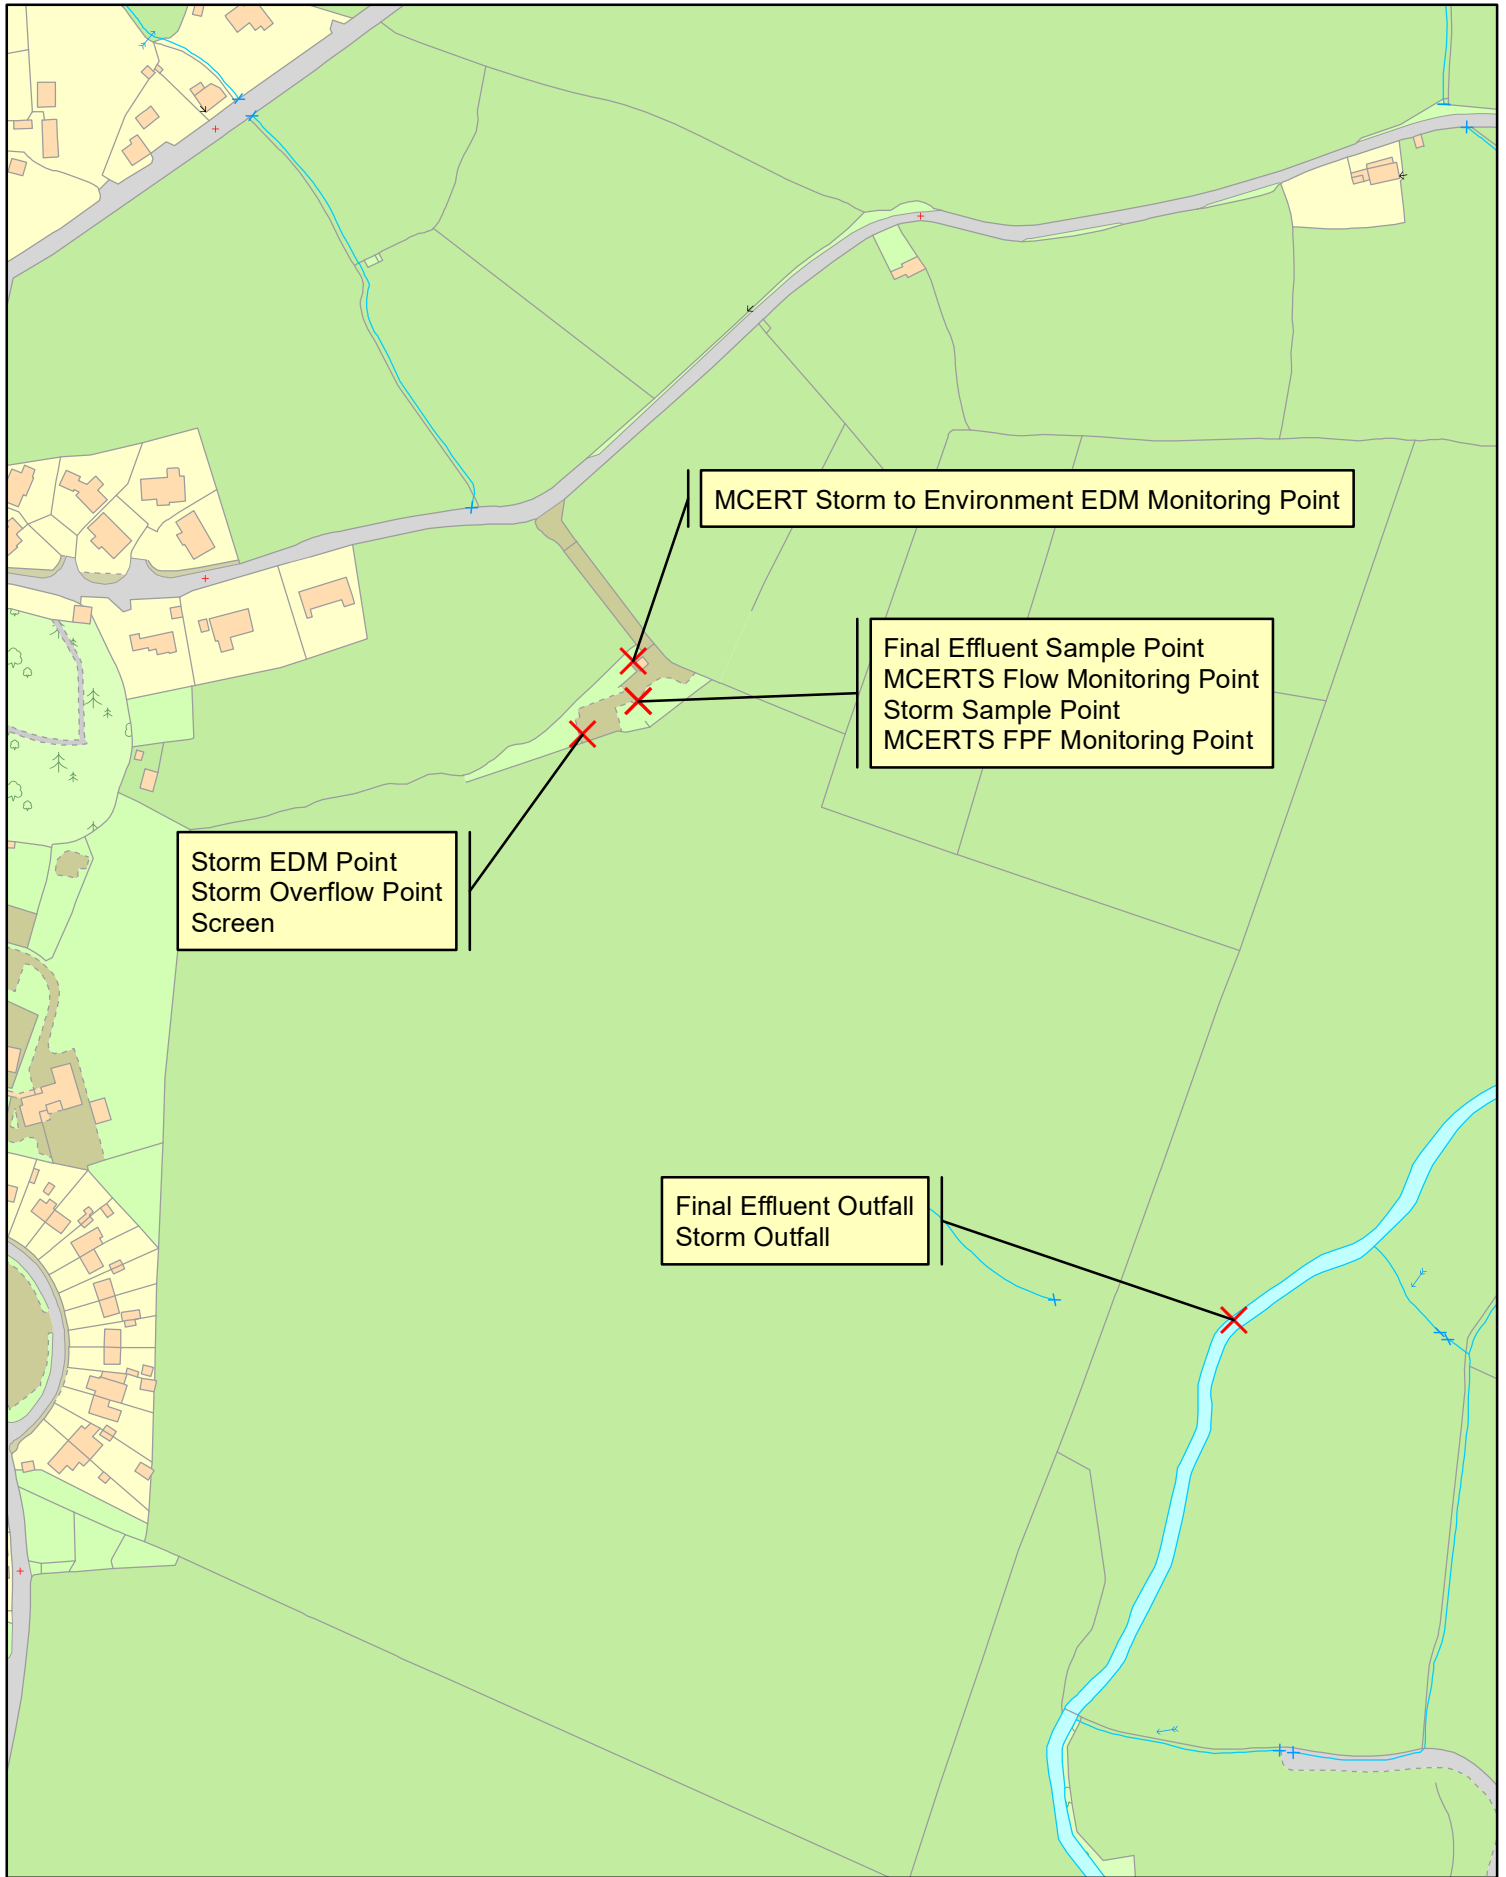 MCERT Storm to Environment EDM Monitoring Point
Final Effluent Sample Point
MCERTS Flow Monitoring Point
Storm Sample Point
MCERTS FPF Monitoring Point
Storm EDM Point
Storm Overflow Point
Screen
Final Effluent Outfall
Storm Outfall